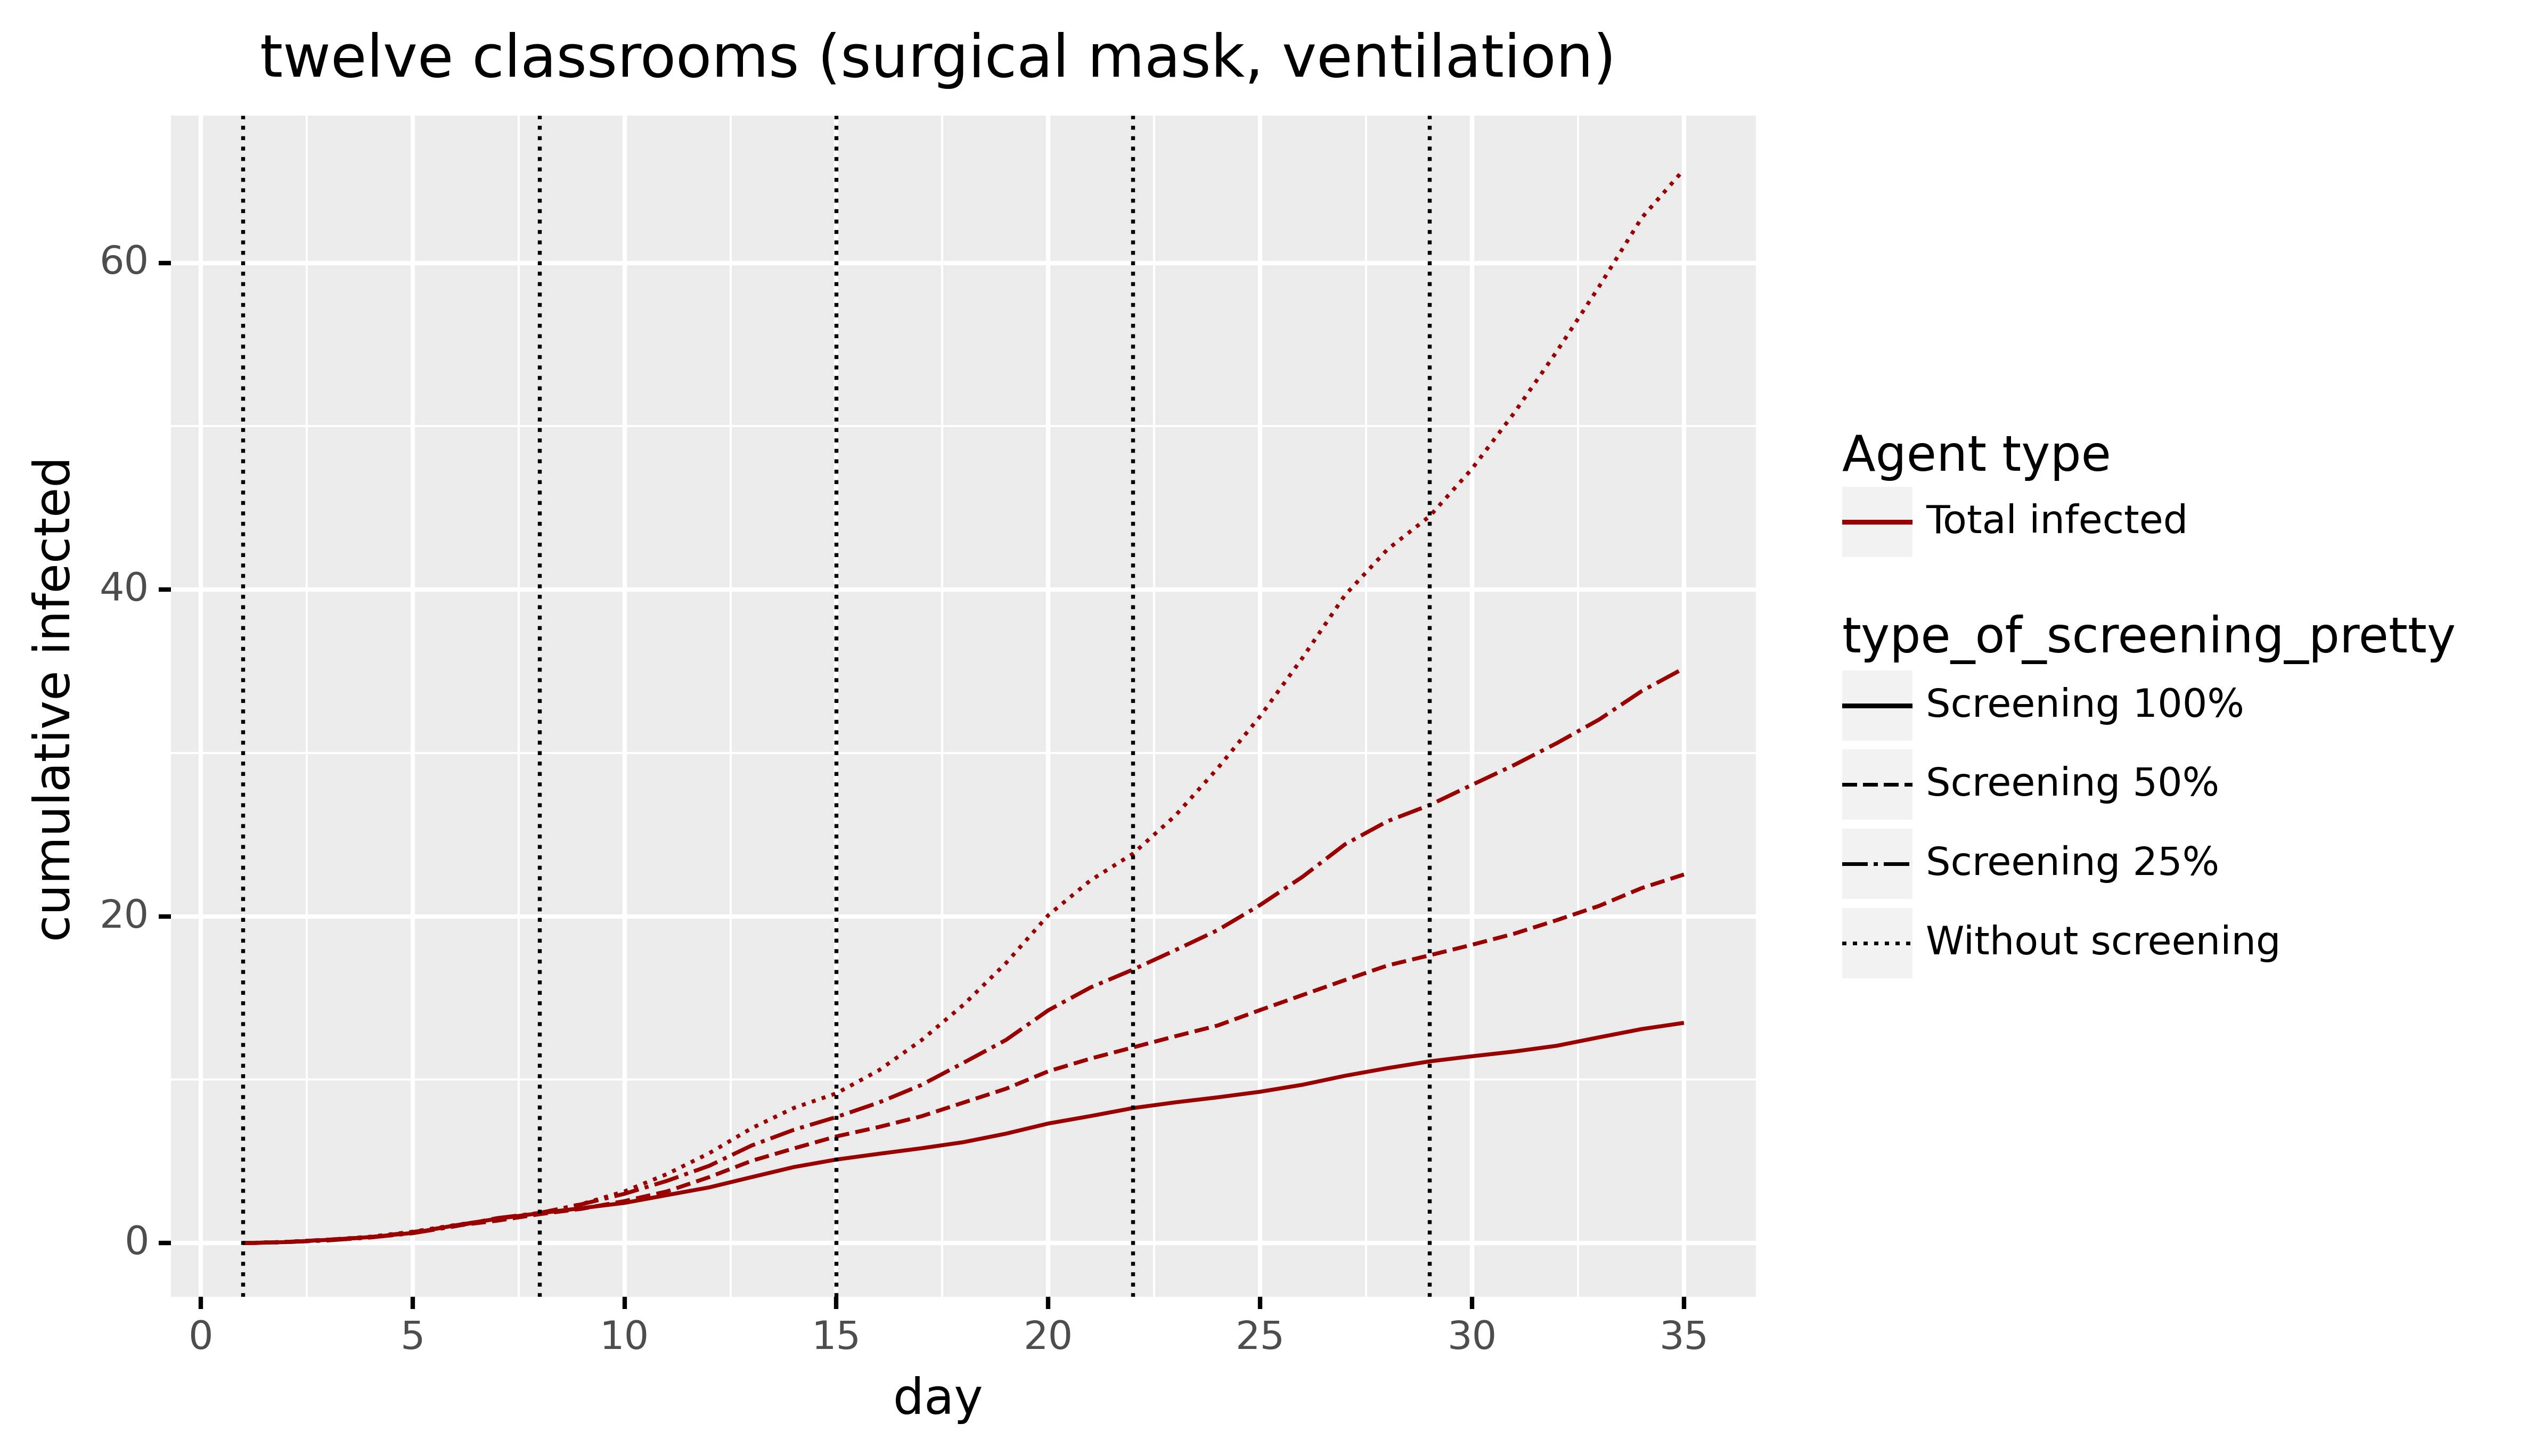 twelve classrooms (surgical mask, ventilation)
cumulative infected
60
40
20
0
0 5 10 15 20 25 30 35
day
Agent type
Total infected
type_of_screening_pretty
Screening 100%
Screening 50%
Screening 25%
Without screening